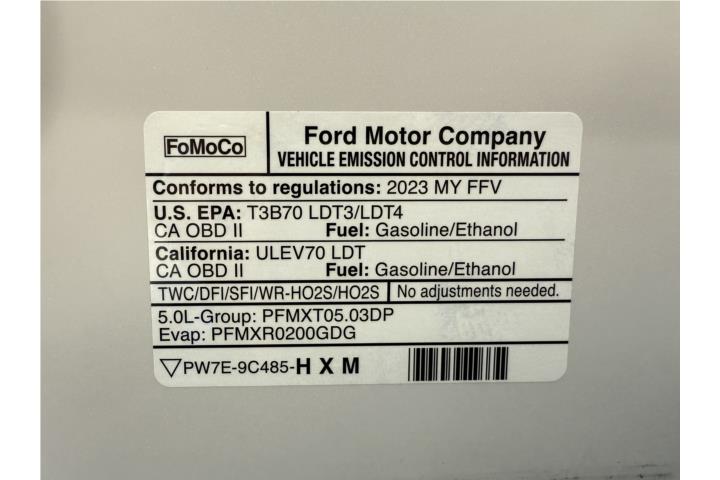 FoMoCo
Ford Motor Company
VEHICLE EMISSION CONTROL INFORMATION
Conforms to regulations: 2023 MY FFV
U.S. EPA: T3B70 LDT3/LDT4
CA OBD II Fuel: Gasoline/Ethanol
California: ULEV70 LDT
CA OBD II Fuel: Gasoline/Ethanol
TWC/DFI/SFI/WR-HO2S/HO2S No adjustments needed.
5.0L-Group: PFMXT05.03DP
Evap: PFMXR0200GDG
PW7E-9C485-H X M